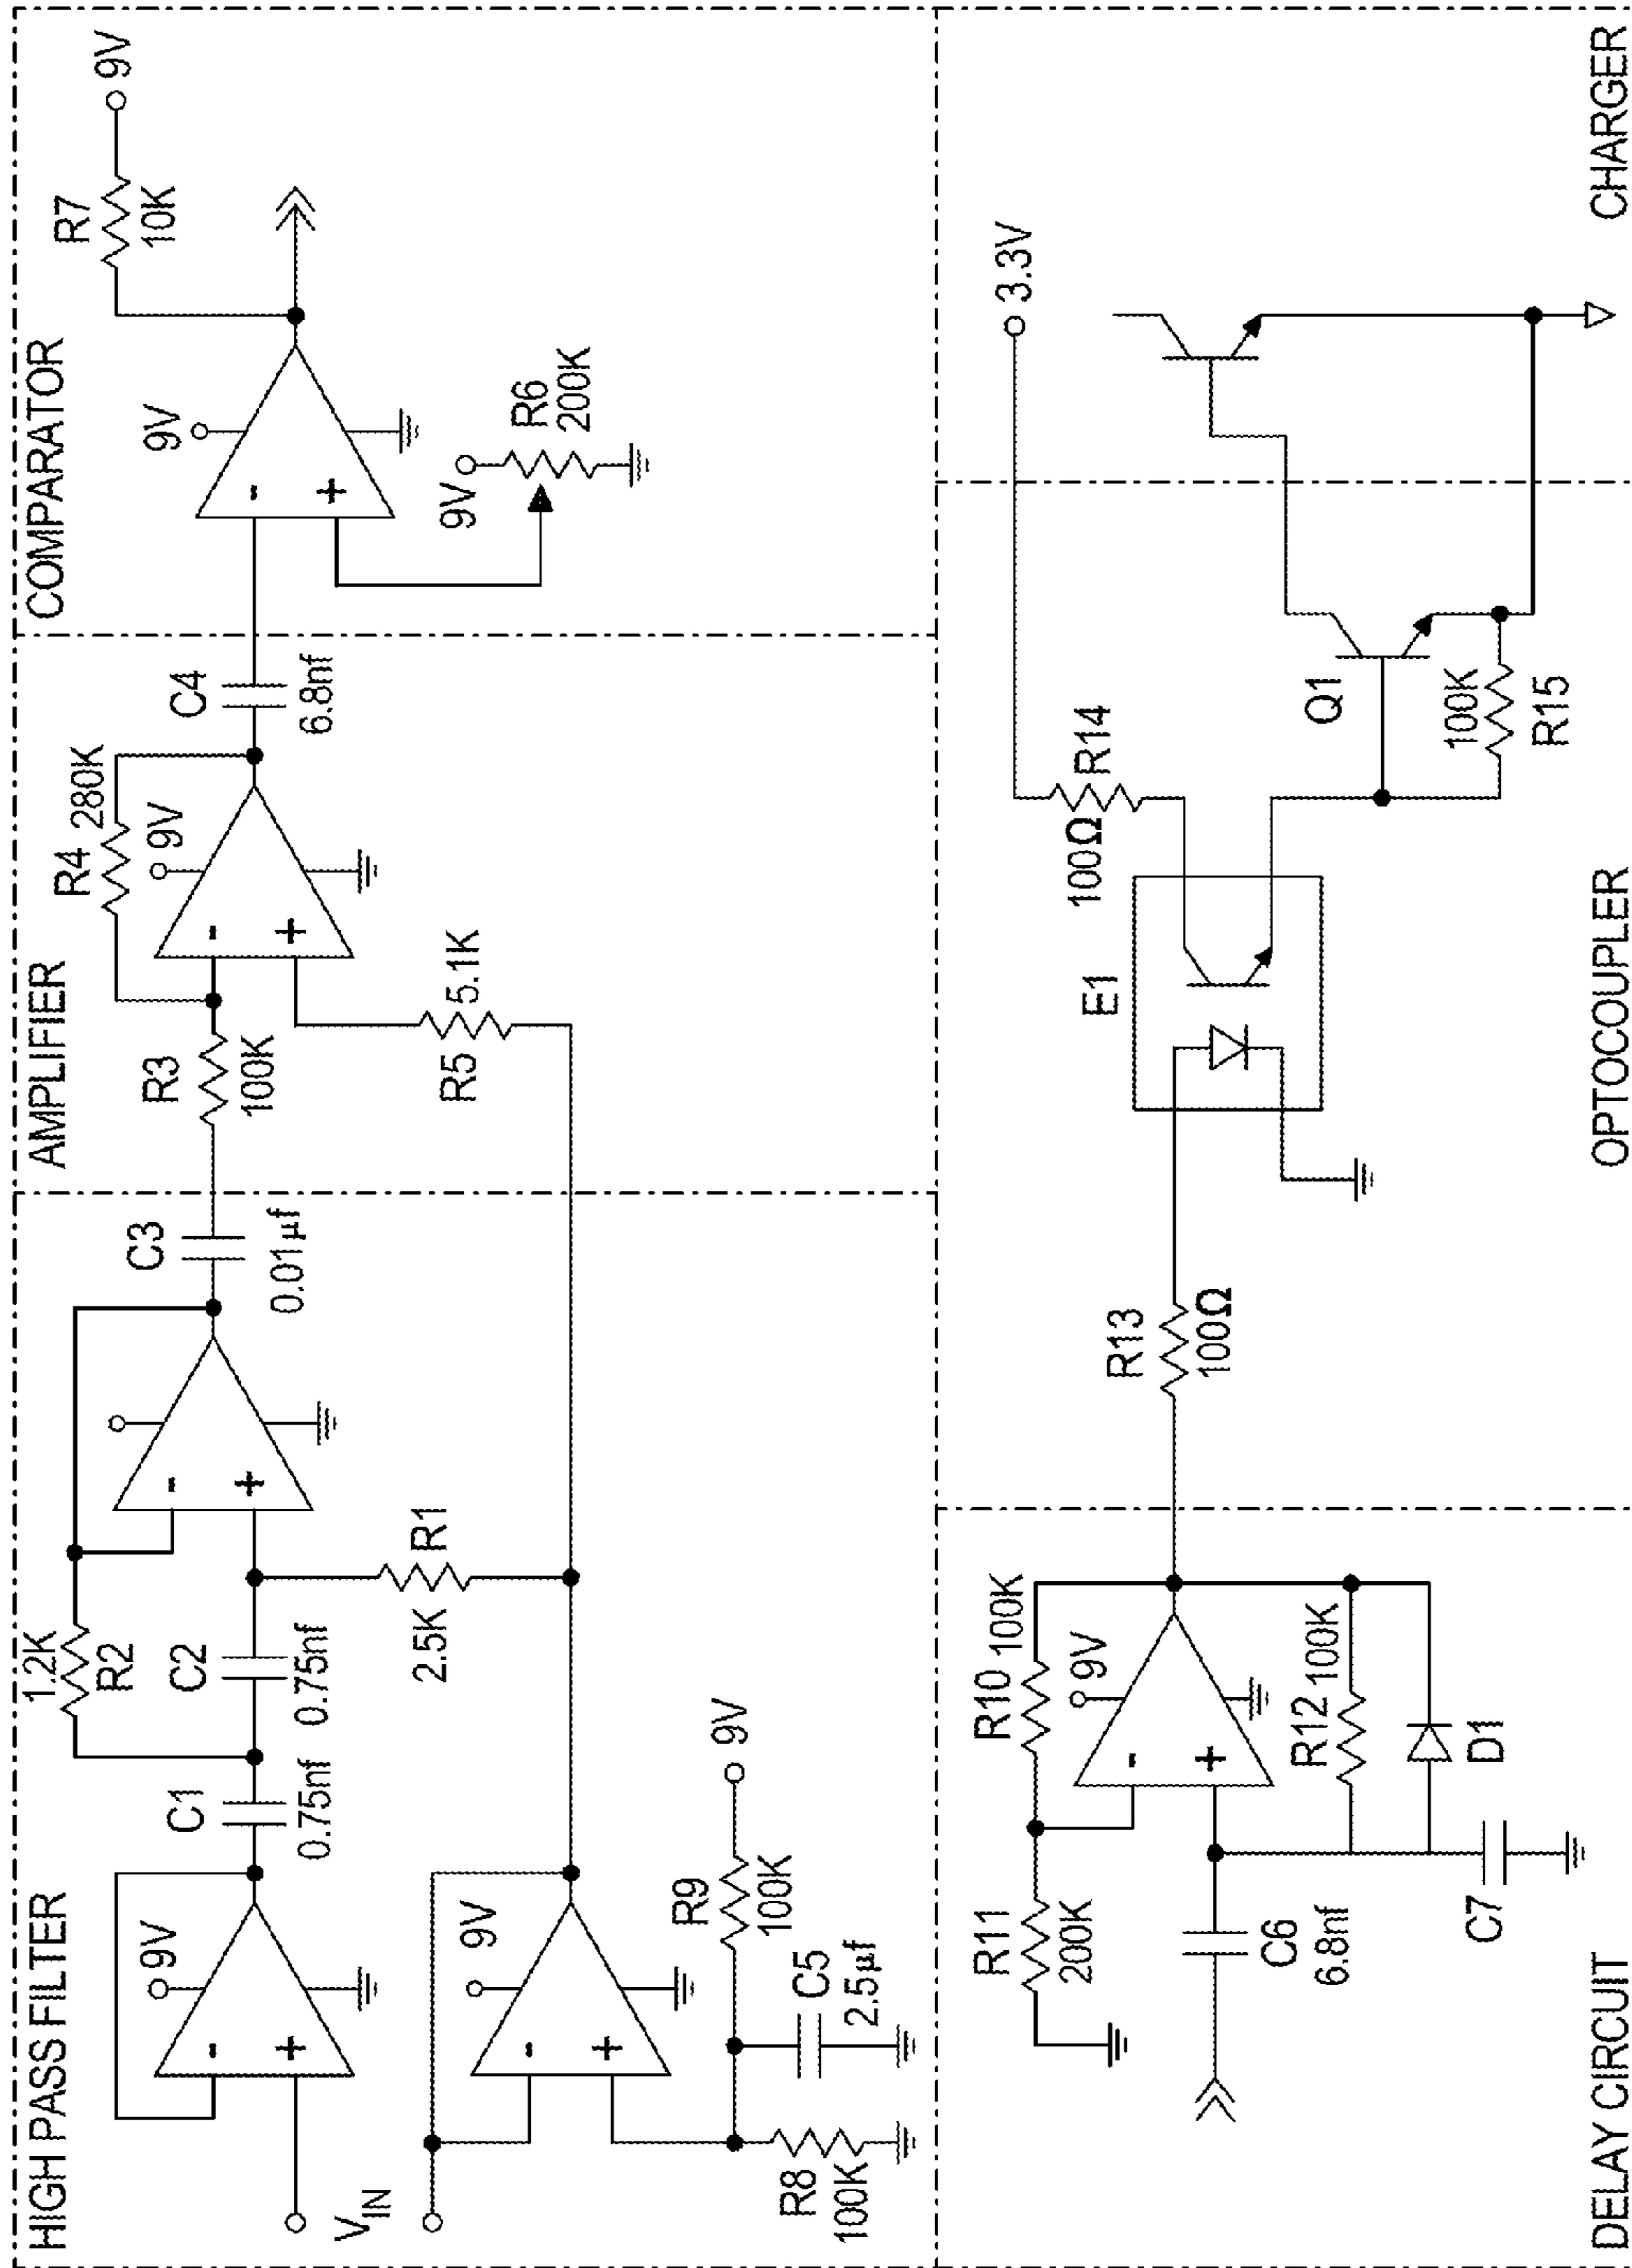 HIGH PASS FILTER
9V
C1
0.75nf
1.2K
R2
C2
0.75nf
-
+
-
+
C3
0.01µf
V_IN
R1
2.5K
9V
-
+
R8
100K
C5
2.5µf
R9
100K
9V
AMPLIFIER
R3
100K
R4 280K
9V
-
+
R5 5.1K
C4
6.8nf
COMPARATOR
9V
-
+
9V
R6
200K
R7
10K
9V
DELAY CIRCUIT
R11
200K
R10 100K
9V
-
+
C6
6.8nf
R12 100K
D1
C7
OPTOCOUPLER
R13
100Ω
E1
100Ω R14
Q1
100K
R15
CHARGER
3.3V